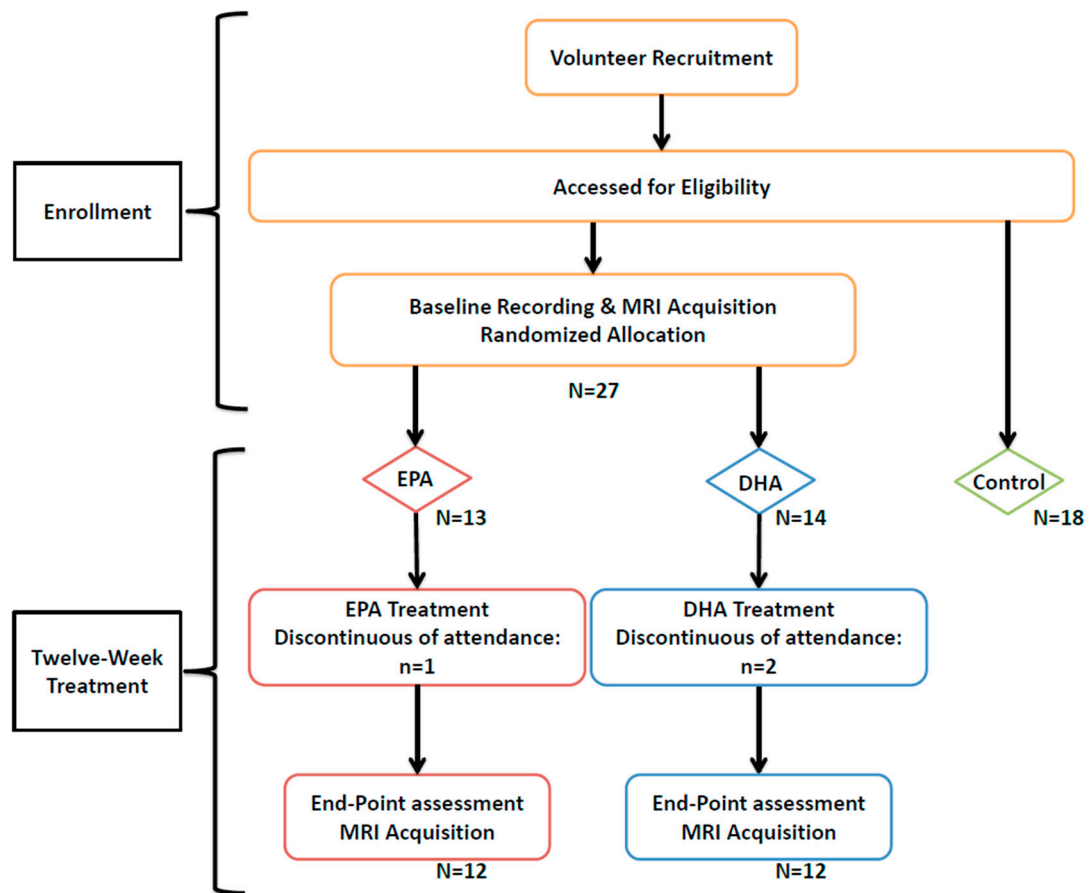 Volunteer Recruitment
Enrollment
Accessed for Eligibility
Baseline Recording & MRI Acquisition
Randomized Allocation
N=27
EPA
N=13
DHA
N=14
Control
N=18
Twelve-Week
Treatment
EPA Treatment
Discontinuous of attendance:
n=1
DHA Treatment
Discontinuous of attendance:
n=2
End-Point assessment
MRI Acquisition
N=12
End-Point assessment
MRI Acquisition
N=12